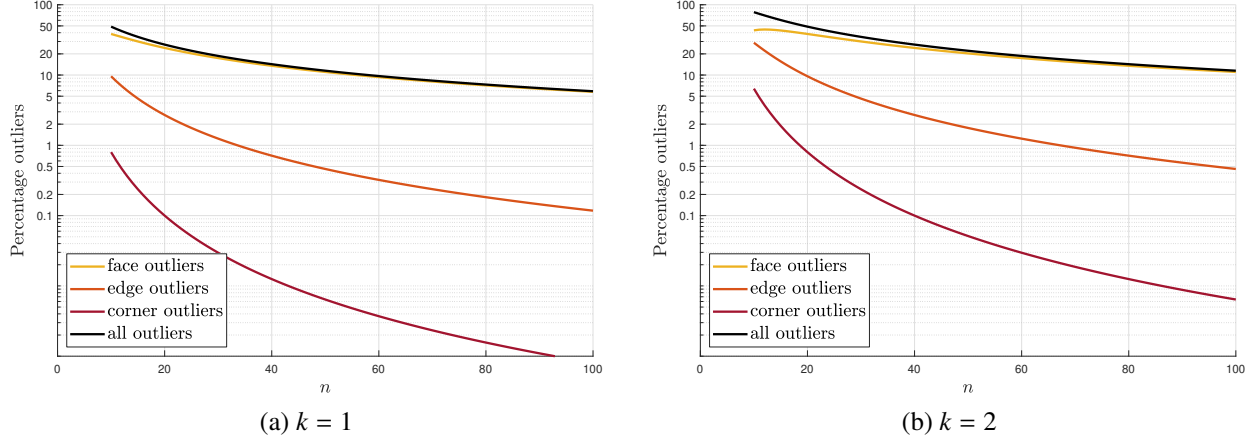 100
50
20
10
5
2
1
0.5
0.2
0.1
Percentage outliers
face outliers
edge outliers
corner outliers
all outliers
0 20 40 60 80 100
n
(a) k = 1
100
50
20
10
5
2
1
0.5
0.2
0.1
Percentage outliers
face outliers
edge outliers
corner outliers
all outliers
0 20 40 60 80 100
n
(b) k = 2